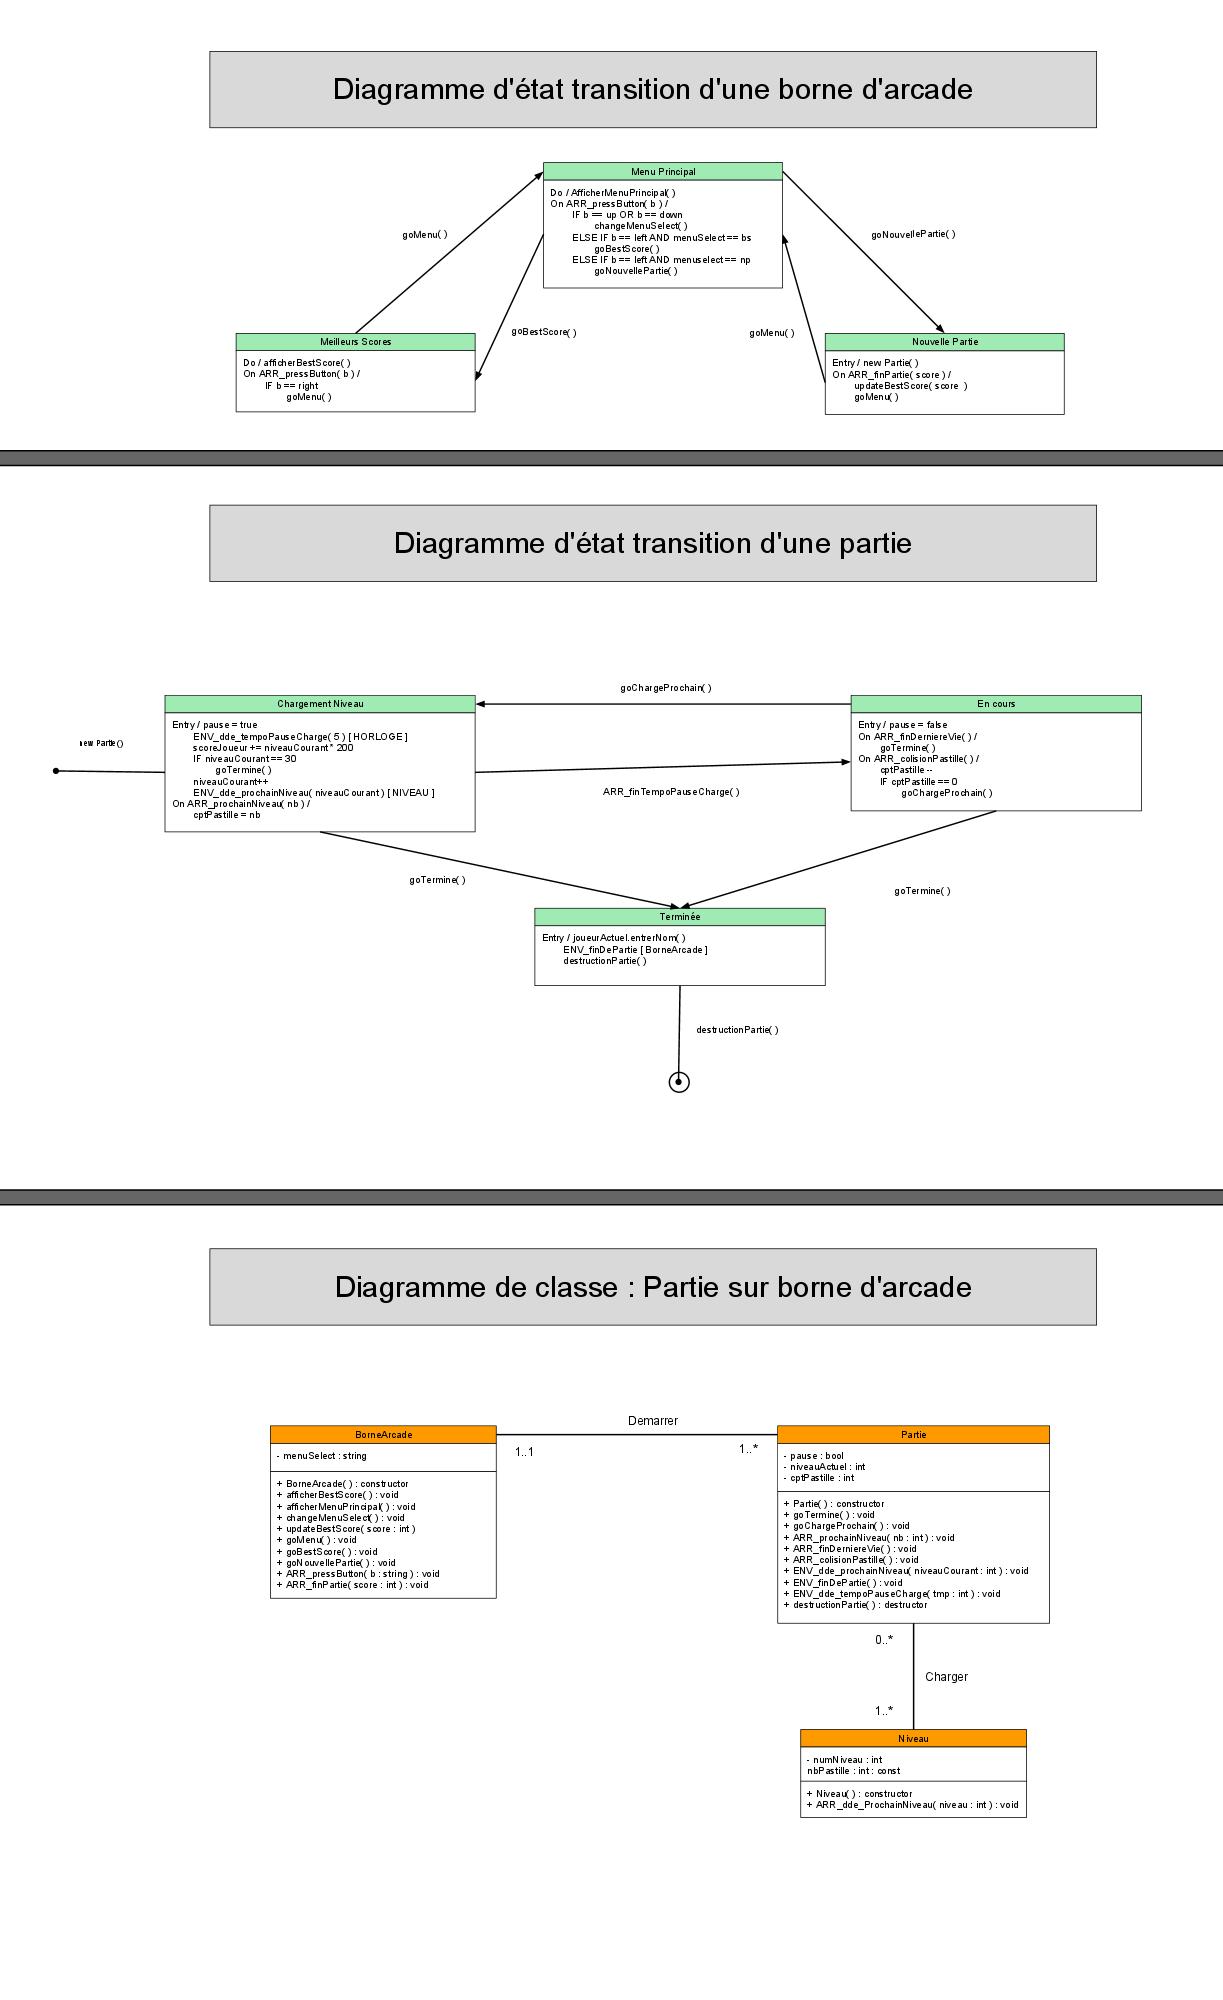 Diagramme d'état transition d'une borne d'arcade
Menu Principal
Do / AfficherMenuPrincipal( )
On ARR_pressButton( b ) /
IF b == up OR b == down
changeMenuSelect( )
ELSE IF b == left AND menuSelect == bs
goBestScore( )
ELSE IF b == left AND menuselect == np
goNouvellePartie( )
goMenu( )
goNouvellePartie( )
goBestScore( )
goMenu( )
Meilleurs Scores
Do / afficherBestScore( )
On ARR_pressButton( b ) /
IF b == right
goMenu( )
Nouvelle Partie
Entry / new Partie( )
On ARR_finPartie( score ) /
updateBestScore( score )
goMenu( )
Diagramme d'état transition d'une partie
goChargeProchain( )
new Partie()
Chargement Niveau
Entry / pause = true
ENV_dde_tempoPauseCharge( 5 ) [ HORLOGE ]
scoreJoueur += niveauCourant * 200
IF niveauCourant == 30
goTermine( )
niveauCourant++
ENV_dde_prochainNiveau( niveauCourant ) [ NIVEAU ]
On ARR_prochainNiveau( nb ) /
cptPastille = nb
En cours
Entry / pause = false
On ARR_finDerniereVie( ) /
goTermine( )
On ARR_colisionPastille( ) /
cptPastille --
IF cptPastille == 0
goChargeProchain( )
ARR_finTempoPauseCharge( )
goTermine( )
goTermine( )
Terminée
Entry / joueurActuel.entrerNom( )
ENV_finDePartie [ BorneArcade ]
destructionPartie( )
destructionPartie( )
Diagramme de classe : Partie sur borne d'arcade
Demarrer
1..1
1..*
BorneArcade
- menuSelect : string
+ BorneArcade( ) : constructor
+ afficherBestScore( ) : void
+ afficherMenuPrincipal( ) : void
+ changeMenuSelect( ) : void
+ updateBestScore( score : int )
+ goMenu( ) : void
+ goBestScore( ) : void
+ goNouvellePartie( ) : void
+ ARR_pressButton( b : string ) : void
+ ARR_finPartie( score : int ) : void
Partie
- pause : bool
- niveauActuel : int
- cptPastille : int
+ Partie( ) : constructor
+ goTermine( ) : void
+ goChargeProchain( ) : void
+ ARR_prochainNiveau( nb : int ) : void
+ ARR_finDerniereVie( ) : void
+ ARR_colisionPastille( ) : void
+ ENV_dde_prochainNiveau( niveauCourant : int ) : void
+ ENV_finDePartie( ) : void
+ ENV_dde_tempoPauseCharge( tmp : int ) : void
+ destructionPartie( ) : destructor
0..*
Charger
1..*
Niveau
- numNiveau : int
nbPastille : int : const
+ Niveau( ) : constructor
+ ARR_dde_ProchainNiveau( niveau : int ) : void